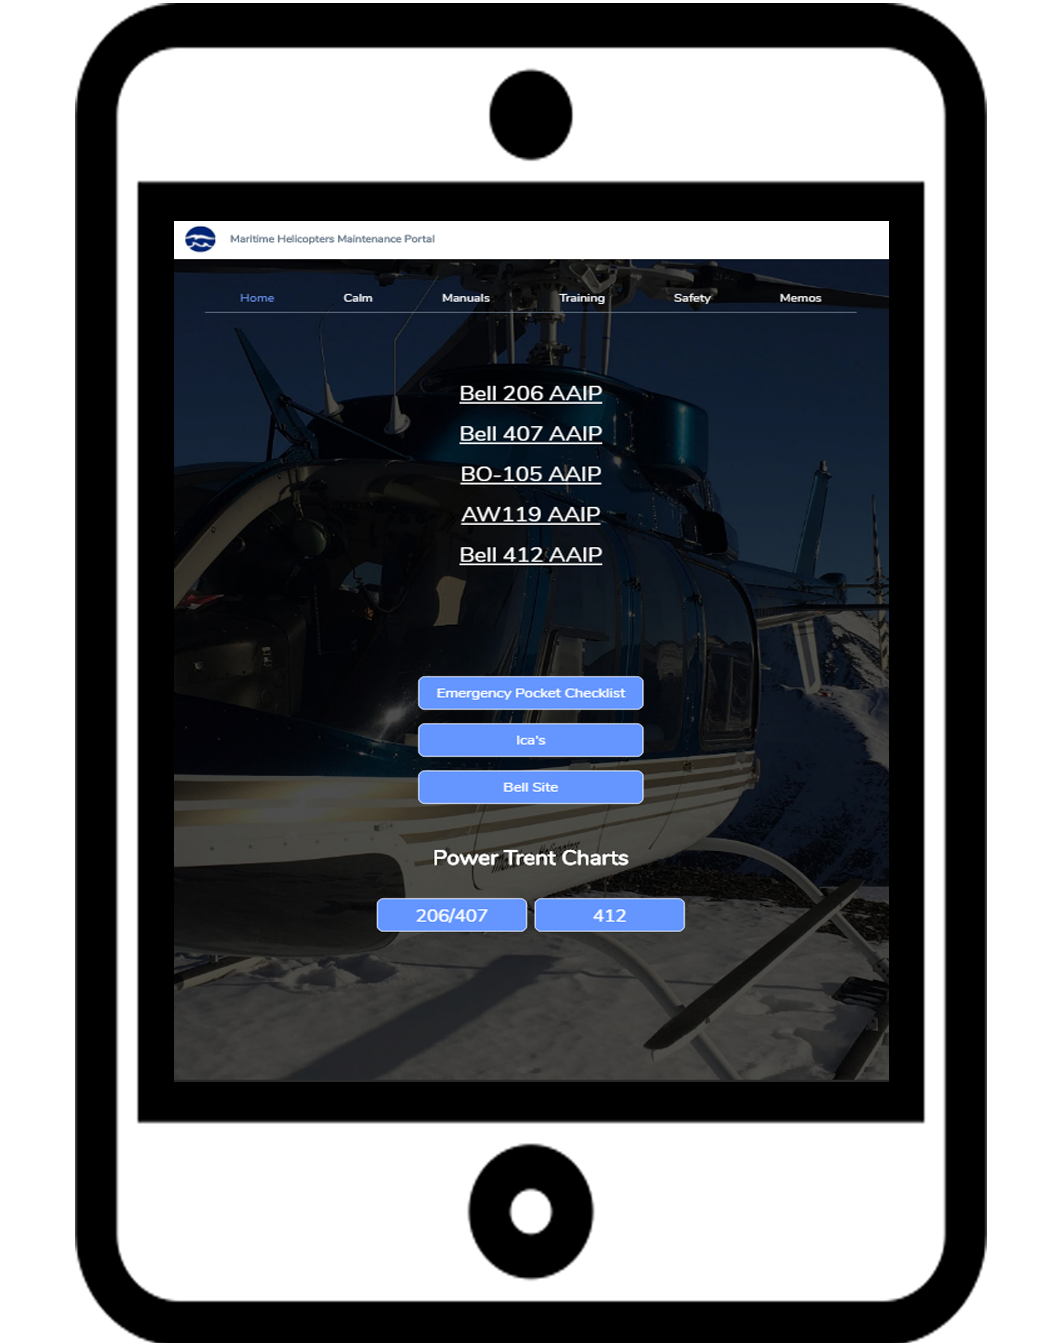 Maritime Helicopters Maintenance Portal
Home Calm Manuals Training Safety Memos
Bell 206 AAIP
Bell 407 AAIP
BO-105 AAIP
AW119 AAIP
Bell 412 AAIP
Emergency Pocket Checklist
Ica's
Bell Site
Power Trent Charts
206/407 412